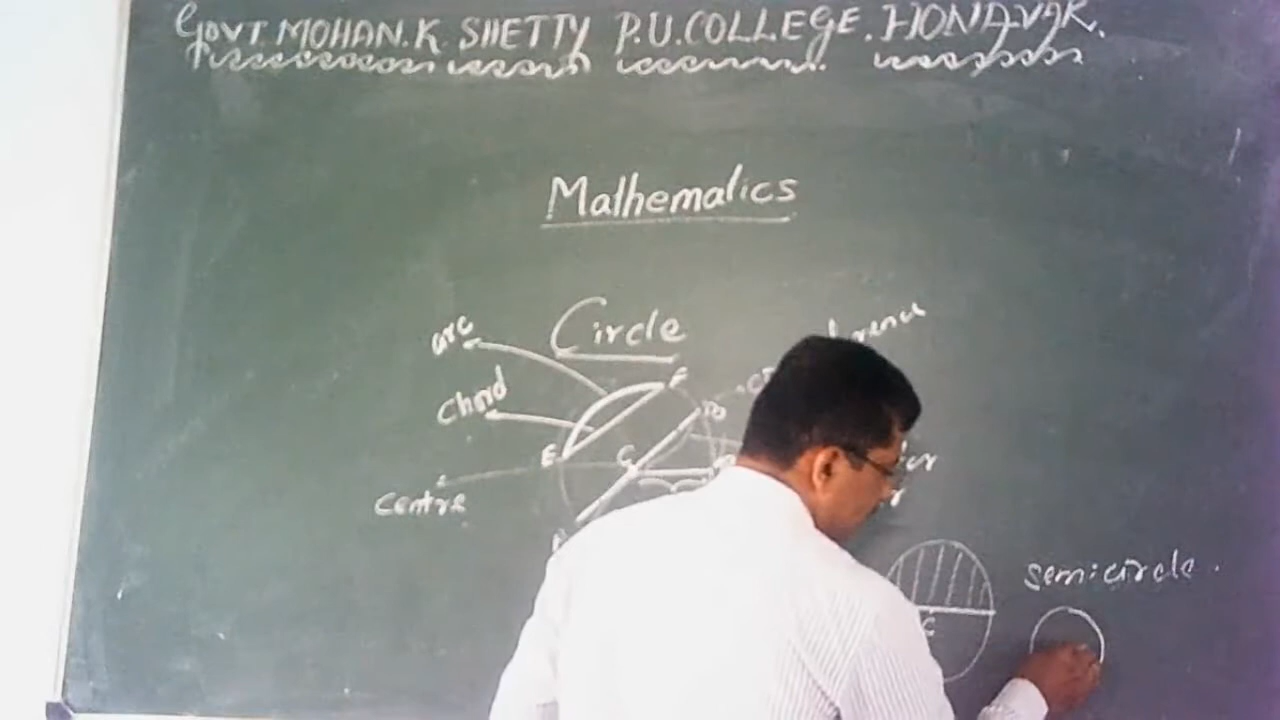 GOVT MOHAN.K. SHETTY P.U.COLLEGE. HONAVAR.
Mathematics
Circle
arc
chord
centre
F
D
E
C
semicircle.
C